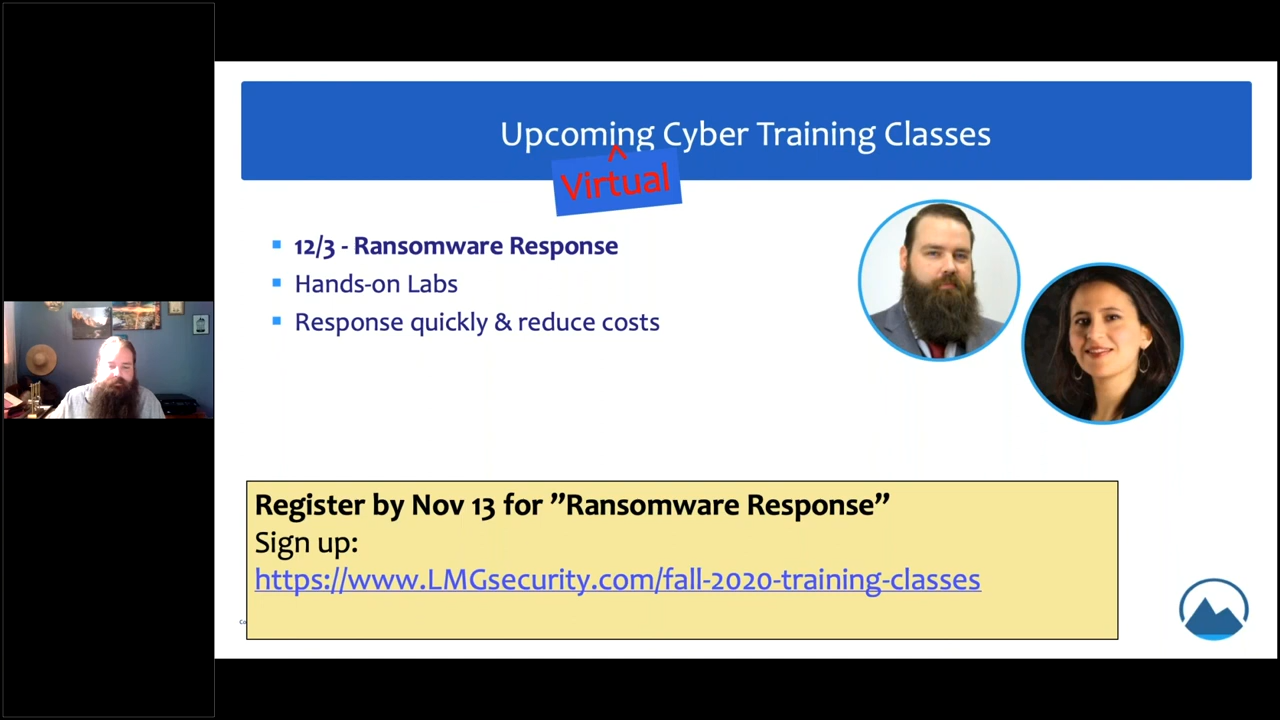 Upcoming Cyber Training Classes
^
Virtual
12/3 - Ransomware Response
Hands-on Labs
Response quickly & reduce costs
Register by Nov 13 for ”Ransomware Response”
Sign up:
https://www.LMGsecurity.com/fall-2020-training-classes